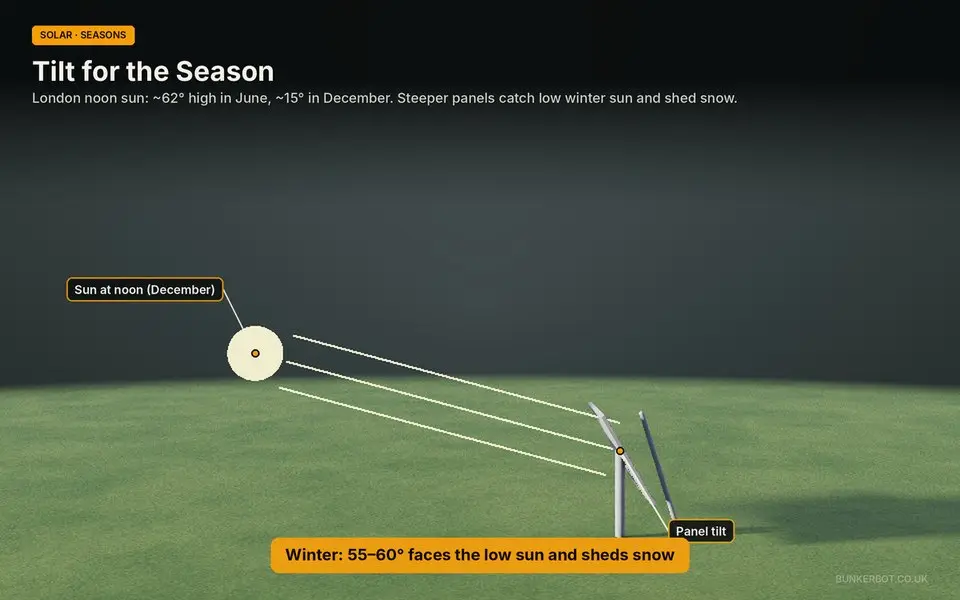 SOLAR · SEASONS
Tilt for the Season
London noon sun: ~62° high in June, ~15° in December. Steeper panels catch low winter sun and shed snow.
Sun at noon (December)
Panel tilt
Winter: 55–60° faces the low sun and sheds snow
BUNKERBOT.CO.UK